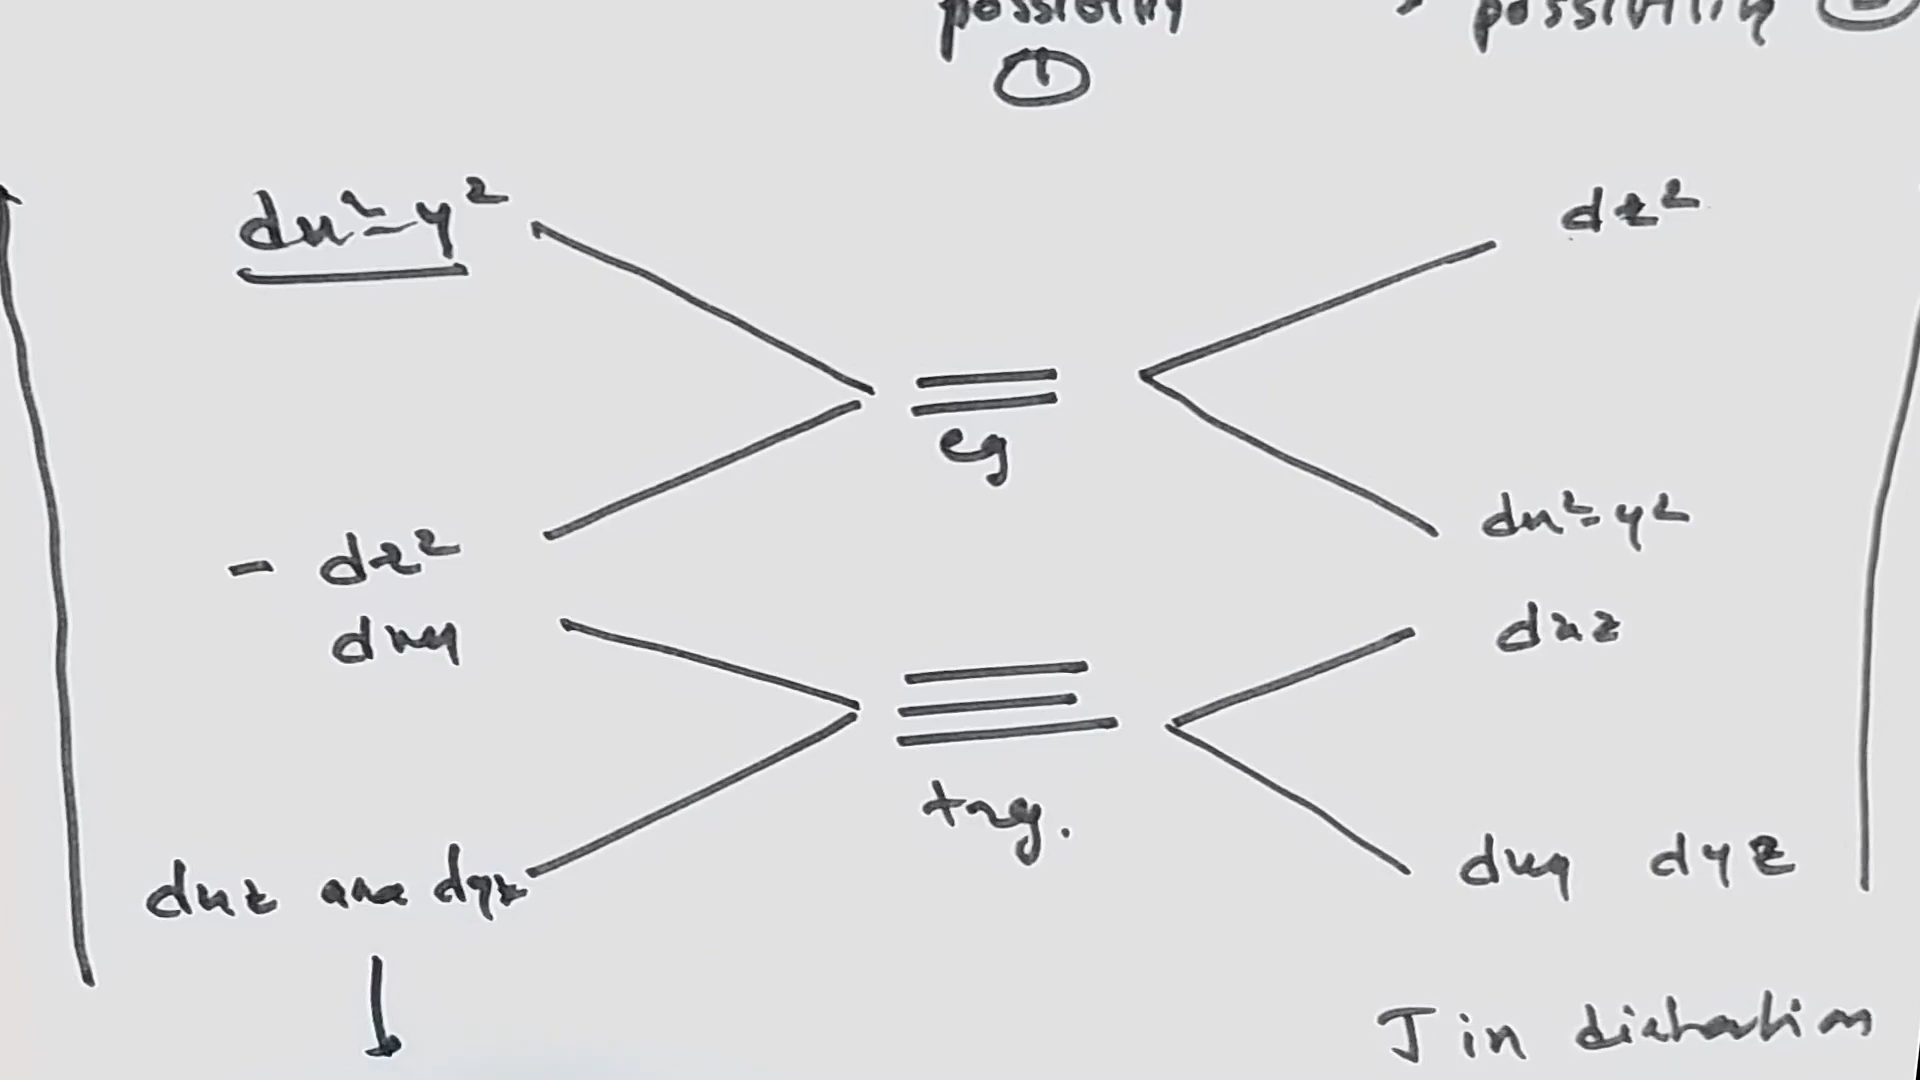 possibility
possibility
①
dx²-y²
dz²
eg
- dz²
dx²-y²
dxy
dxz
t2g.
dxz and dyz
dxy dyz
J in distortion